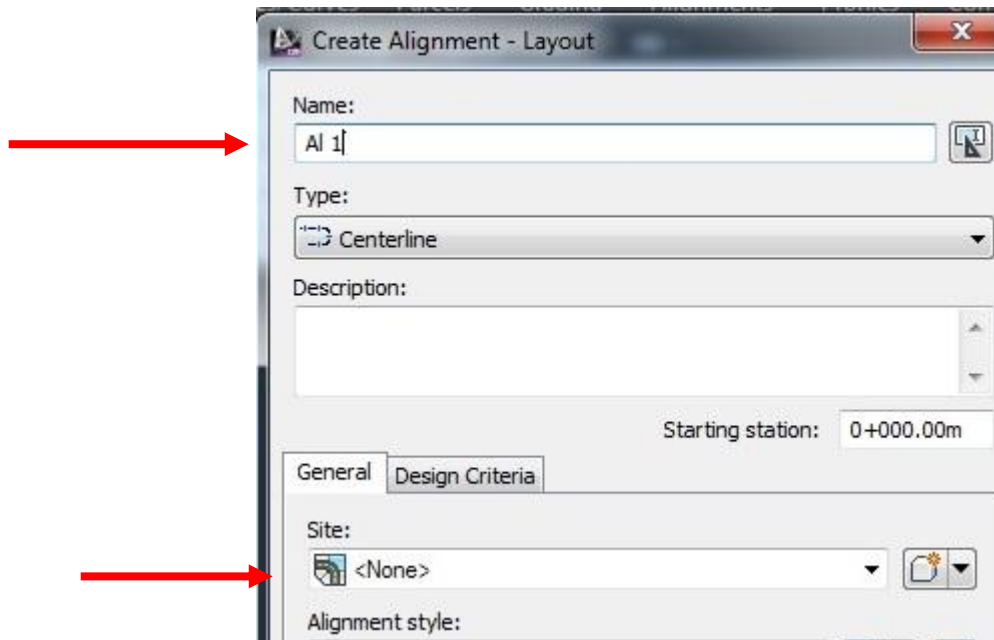 Create Alignment - Layout
Name:
Al 1
Type:
Centerline
Description:
Starting station: 0+000.00m
General Design Criteria
Site:
<None>
Alignment style: